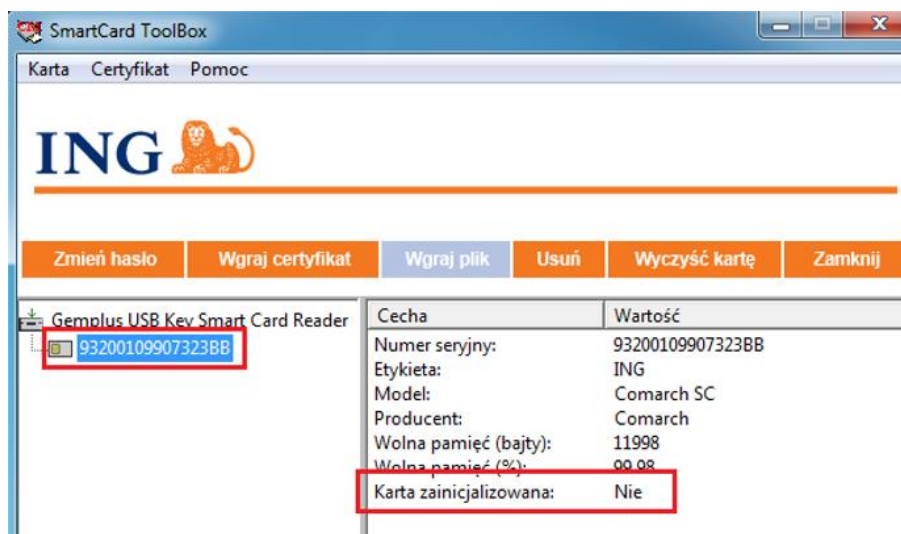 SmartCard ToolBox
Karta Certyfikat Pomoc
ING
Zmień hasło Wgraj certyfikat Wgraj plik Usuń Wyczyść kartę Zamknij
Gemplus USB Key Smart Card Reader
93200109907323BB
Cecha Wartość
Numer seryjny: 93200109907323BB
Etykieta: ING
Model: Comarch SC
Producent: Comarch
Wolna pamięć (bajty): 11998
Wolna pamięć (%): 99.98
Karta zainicjalizowana: Nie